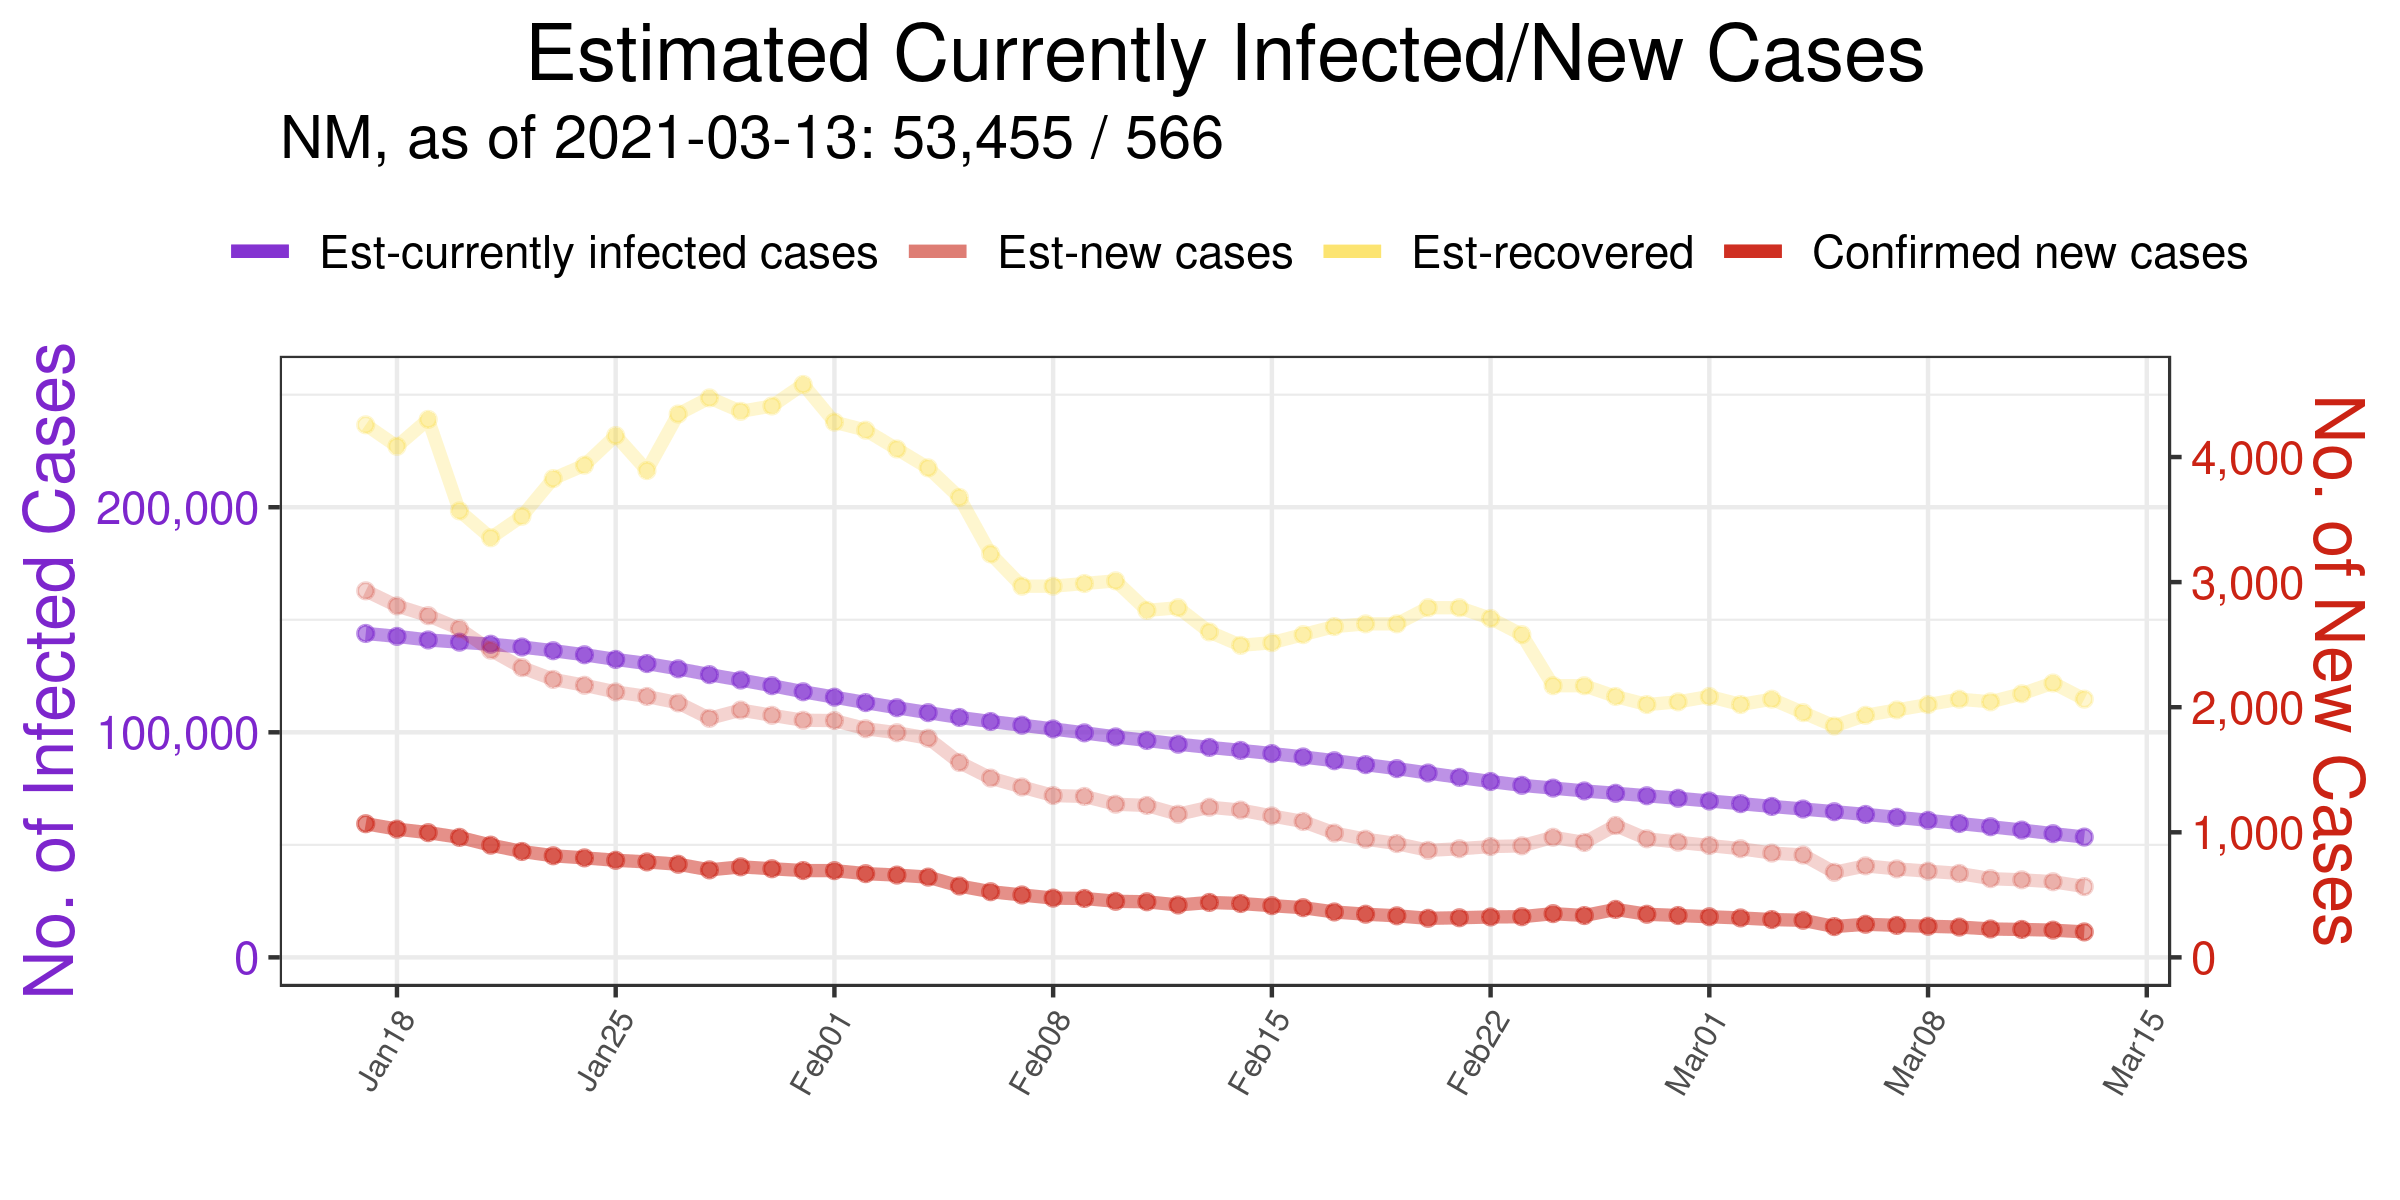 Estimated Currently Infected/New Cases
NM, as of 2021-03-13: 53,455 / 566
Est-currently infected cases Est-new cases Est-recovered Confirmed new cases
No. of Infected Cases
200,000
100,000
0
4,000
3,000
2,000
1,000
0
No. of New Cases
Jan18 Jan25 Feb01 Feb08 Feb15 Feb22 Mar01 Mar08 Mar15